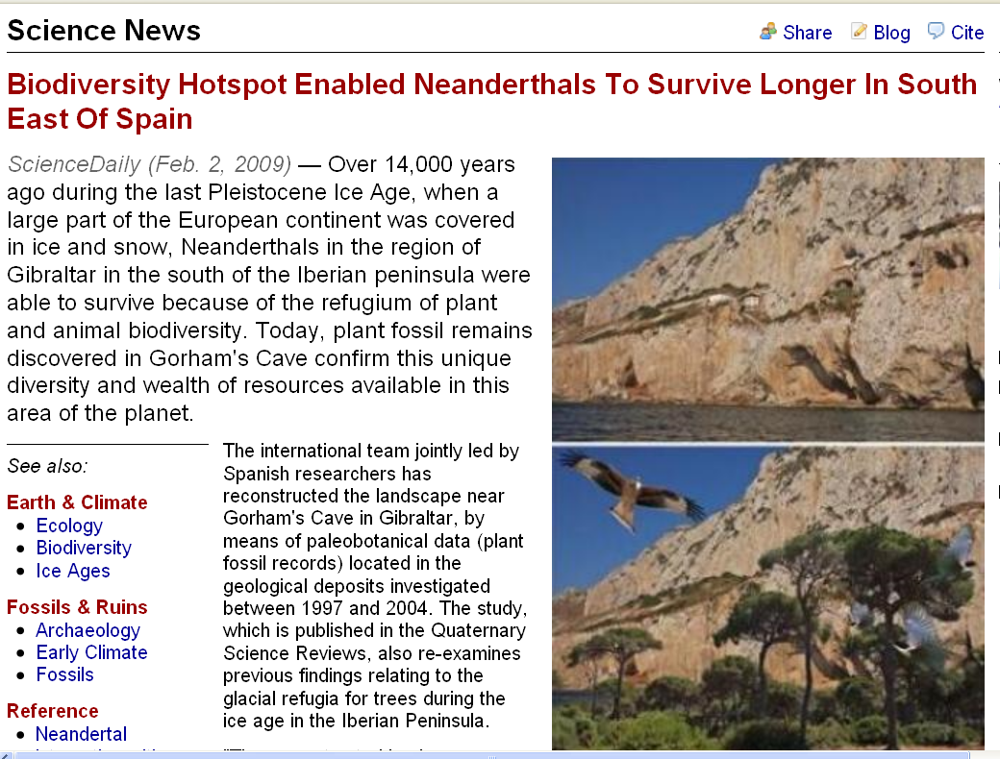 Science News
Share Blog Cite
Biodiversity Hotspot Enabled Neanderthals To Survive Longer In South
East Of Spain
ScienceDaily (Feb. 2, 2009) — Over 14,000 years
ago during the last Pleistocene Ice Age, when a
large part of the European continent was covered
in ice and snow, Neanderthals in the region of
Gibraltar in the south of the Iberian peninsula were
able to survive because of the refugium of plant
and animal biodiversity. Today, plant fossil remains
discovered in Gorham's Cave confirm this unique
diversity and wealth of resources available in this
area of the planet.
See also:
Earth & Climate
• Ecology
• Biodiversity
• Ice Ages
Fossils & Ruins
• Archaeology
• Early Climate
• Fossils
Reference
• Neandertal
The international team jointly led by
Spanish researchers has
reconstructed the landscape near
Gorham's Cave in Gibraltar, by
means of paleobotanical data (plant
fossil records) located in the
geological deposits investigated
between 1997 and 2004. The study,
which is published in the Quaternary
Science Reviews, also re-examines
previous findings relating to the
glacial refugia for trees during the
ice age in the Iberian Peninsula.